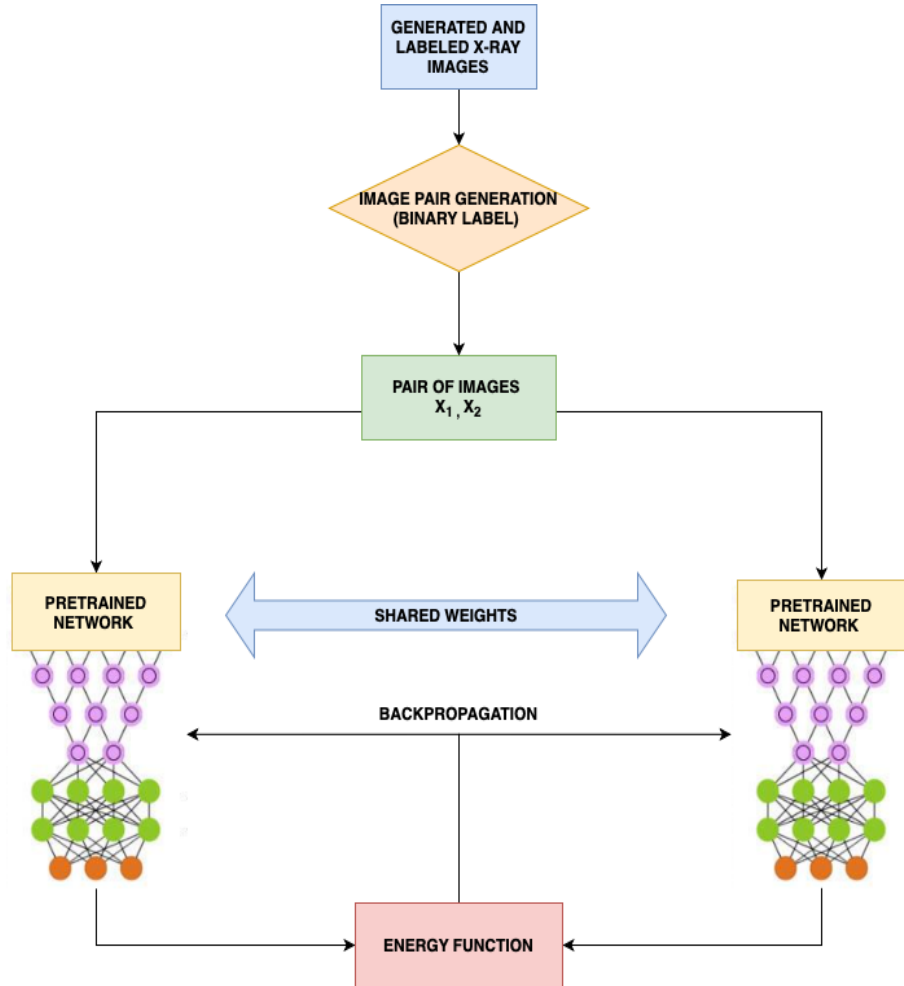 GENERATED AND
LABELED X-RAY
IMAGES
IMAGE PAIR GENERATION
(BINARY LABEL)
PAIR OF IMAGES
X₁ , X₂
PRETRAINED
NETWORK
SHARED WEIGHTS
PRETRAINED
NETWORK
BACKPROPAGATION
ENERGY FUNCTION